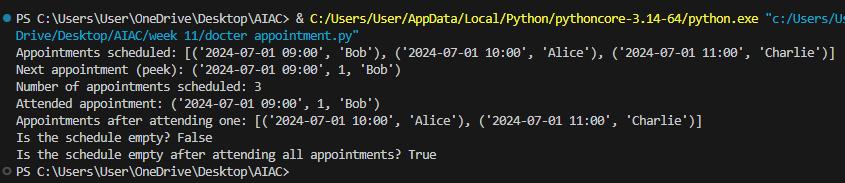 PS C:\Users\User\OneDrive\Desktop\AIAC> & C:/Users/User/AppData/Local/Python/pythoncore-3.14-64/python.exe "c:/Users/Us
Drive/Desktop/AIAC/week 11/docter appointment.py"
Appointments scheduled: [('2024-07-01 09:00', 'Bob'), ('2024-07-01 10:00', 'Alice'), ('2024-07-01 11:00', 'Charlie')]
Next appointment (peek): ('2024-07-01 09:00', 1, 'Bob')
Number of appointments scheduled: 3
Attended appointment: ('2024-07-01 09:00', 1, 'Bob')
Appointments after attending one: [('2024-07-01 10:00', 'Alice'), ('2024-07-01 11:00', 'Charlie')]
Is the schedule empty? False
Is the schedule empty after attending all appointments? True
PS C:\Users\User\OneDrive\Desktop\AIAC>